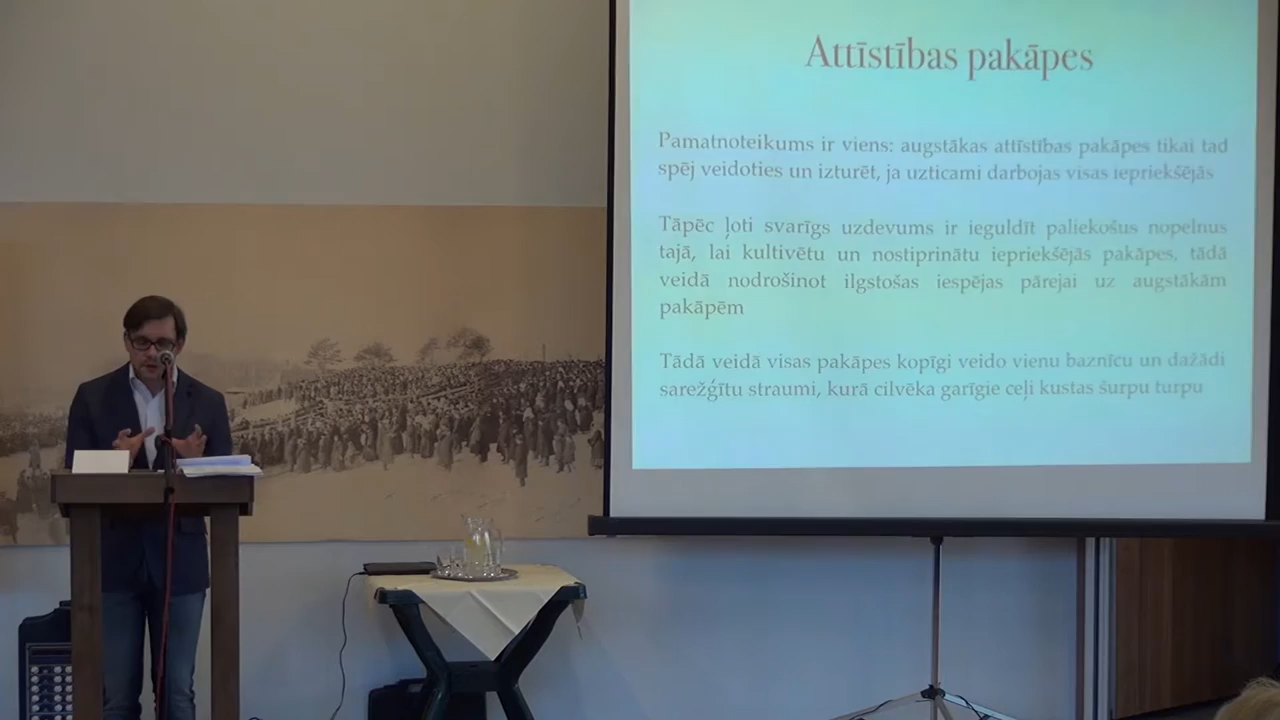 Attīstības pakāpes
Pamatnoteikums ir viens: augstākas attīstības pakāpes tikai tad
spēj veidoties un izturēt, ja uzticami darbojas visas iepriekšējās
Tāpēc ļoti svarīgs uzdevums ir ieguldīt paliekošus nopelnus
tajā, lai kultivētu un nostiprinātu iepriekšējās pakāpes, tādā
veidā nodrošinot ilgstošas iespējas pārejai uz augstākām
pakāpēm
Tādā veidā visas pakāpes kopīgi veido vienu baznīcu un dažādi
sarežģītu straumi, kurā cilvēka garīgie ceļi kustas šurpu turpu